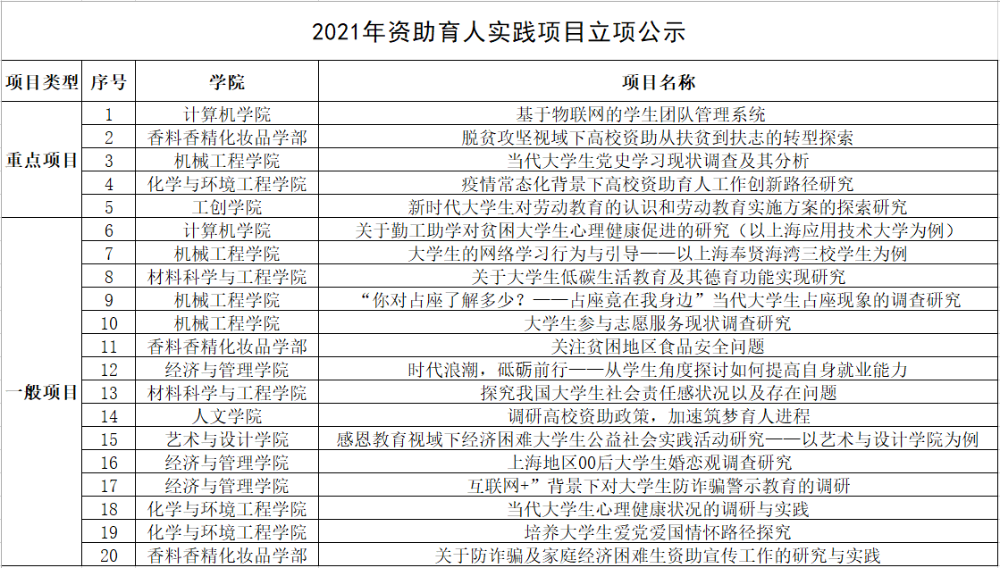 2021年资助育人实践项目立项公示
项目类型 序号 学院 项目名称
重点项目
1 计算机学院 基于物联网的学生团队管理系统
2 香料香精化妆品学部 脱贫攻坚视域下高校资助从扶贫到扶志的转型探索
3 机械工程学院 当代大学生党史学习现状调查及其分析
4 化学与环境工程学院 疫情常态化背景下高校资助育人工作创新路径研究
5 工创学院 新时代大学生对劳动教育的认识和劳动教育实施方案的探索研究
一般项目
6 计算机学院 关于勤工助学对贫困大学生心理健康促进的研究（以上海应用技术大学为例）
7 机械工程学院 大学生的网络学习行为与引导——以上海奉贤海湾三校学生为例
8 材料科学与工程学院 关于大学生低碳生活教育及其德育功能实现研究
9 机械工程学院 “你对占座了解多少？——占座竟在我身边”当代大学生占座现象的调查研究
10 机械工程学院 大学生参与志愿服务现状调查研究
11 香料香精化妆品学部 关注贫困地区食品安全问题
12 经济与管理学院 时代浪潮，砥砺前行——从学生角度探讨如何提高自身就业能力
13 材料科学与工程学院 探究我国大学生社会责任感状况以及存在问题
14 人文学院 调研高校资助政策，加速筑梦育人进程
15 艺术与设计学院 感恩教育视域下经济困难大学生公益社会实践活动研究——以艺术与设计学院为例
16 经济与管理学院 上海地区00后大学生婚恋观调查研究
17 经济与管理学院 互联网+”背景下对大学生防诈骗警示教育的调研
18 化学与环境工程学院 当代大学生心理健康状况的调研与实践
19 化学与环境工程学院 培养大学生爱党爱国情怀路径探究
20 香料香精化妆品学部 关于防诈骗及家庭经济困难生资助宣传工作的研究与实践